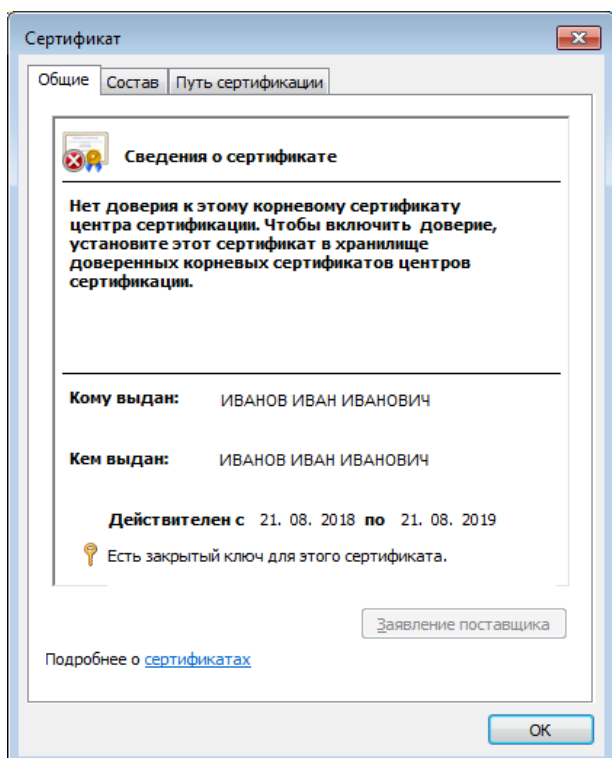 Сертификат
Общие Состав Путь сертификации
Сведения о сертификате
Нет доверия к этому корневому сертификату
центра сертификации. Чтобы включить доверие,
установите этот сертификат в хранилище
доверенных корневых сертификатов центров
сертификации.
Кому выдан: ИВАНОВ ИВАН ИВАНОВИЧ
Кем выдан: ИВАНОВ ИВАН ИВАНОВИЧ
Действителен с 21. 08. 2018 по 21. 08. 2019
Есть закрытый ключ для этого сертификата.
Заявление поставщика
Подробнее о сертификатах
ОК